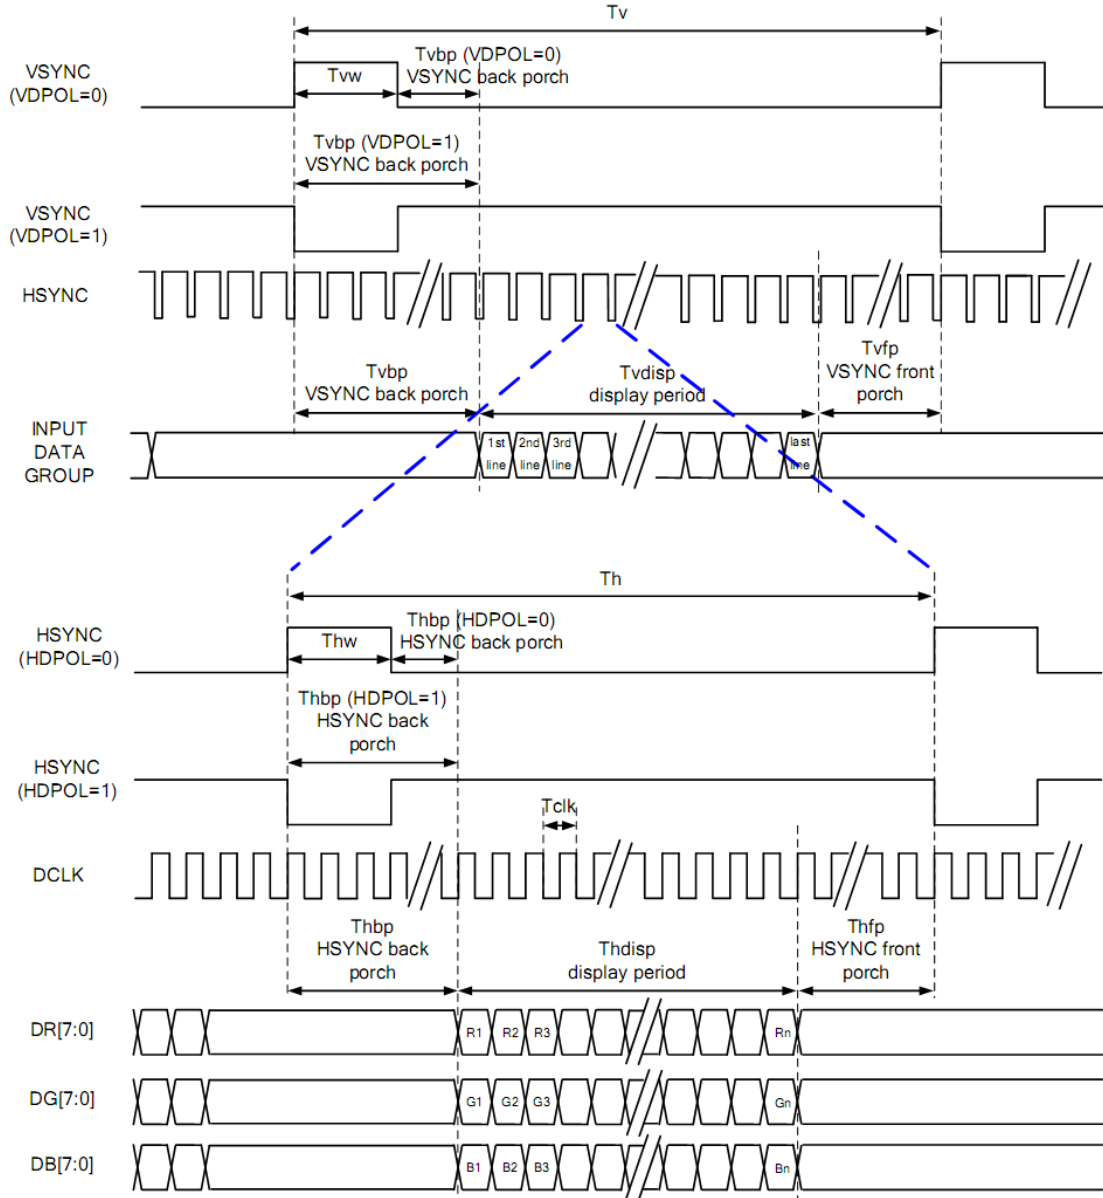 Tv
VSYNC
(VDPOL=0)
Tvw
Tvbp (VDPOL=0)
VSYNC back porch
Tvbp (VDPOL=1)
VSYNC back porch
VSYNC
(VDPOL=1)
HSYNC
Tvbp
VSYNC back porch
Tvdisp
display period
Tvfp
VSYNC front
porch
INPUT
DATA
GROUP
1st
line
2nd
line
3rd
line
last
line
Th
HSYNC
(HDPOL=0)
Thw
Thbp (HDPOL=0)
HSYNC back porch
Thbp (HDPOL=1)
HSYNC back
porch
HSYNC
(HDPOL=1)
Tclk
DCLK
Thbp
HSYNC back
porch
Thdisp
display period
Thfp
HSYNC front
porch
DR[7:0]
R1 R2 R3 Rn
DG[7:0]
G1 G2 G3 Gn
DB[7:0]
B1 B2 B3 Bn